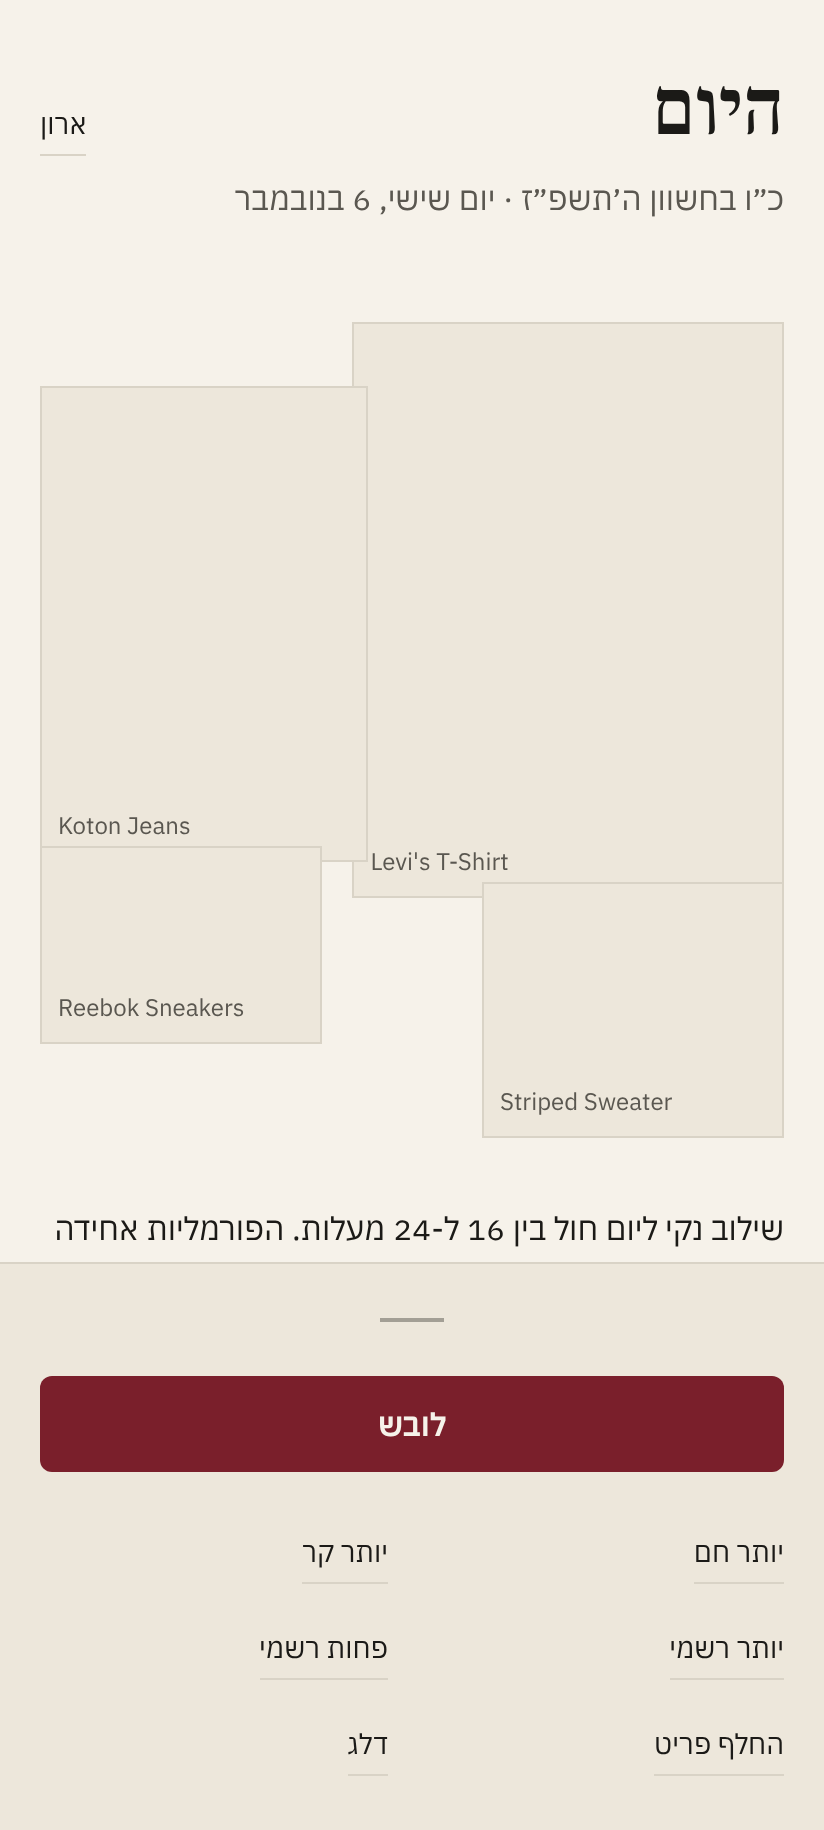 היום
ארון
כ״ו בחשוון ה׳תשפ״ז · יום שישי, 6 בנובמבר
Koton Jeans
Levi's T-Shirt
Reebok Sneakers
Striped Sweater
שילוב נקי ליום חול בין 16 ל-24 מעלות. הפורמליות אחידה
לובש
יותר חם
יותר קר
יותר רשמי
פחות רשמי
החלף פריט
דלג